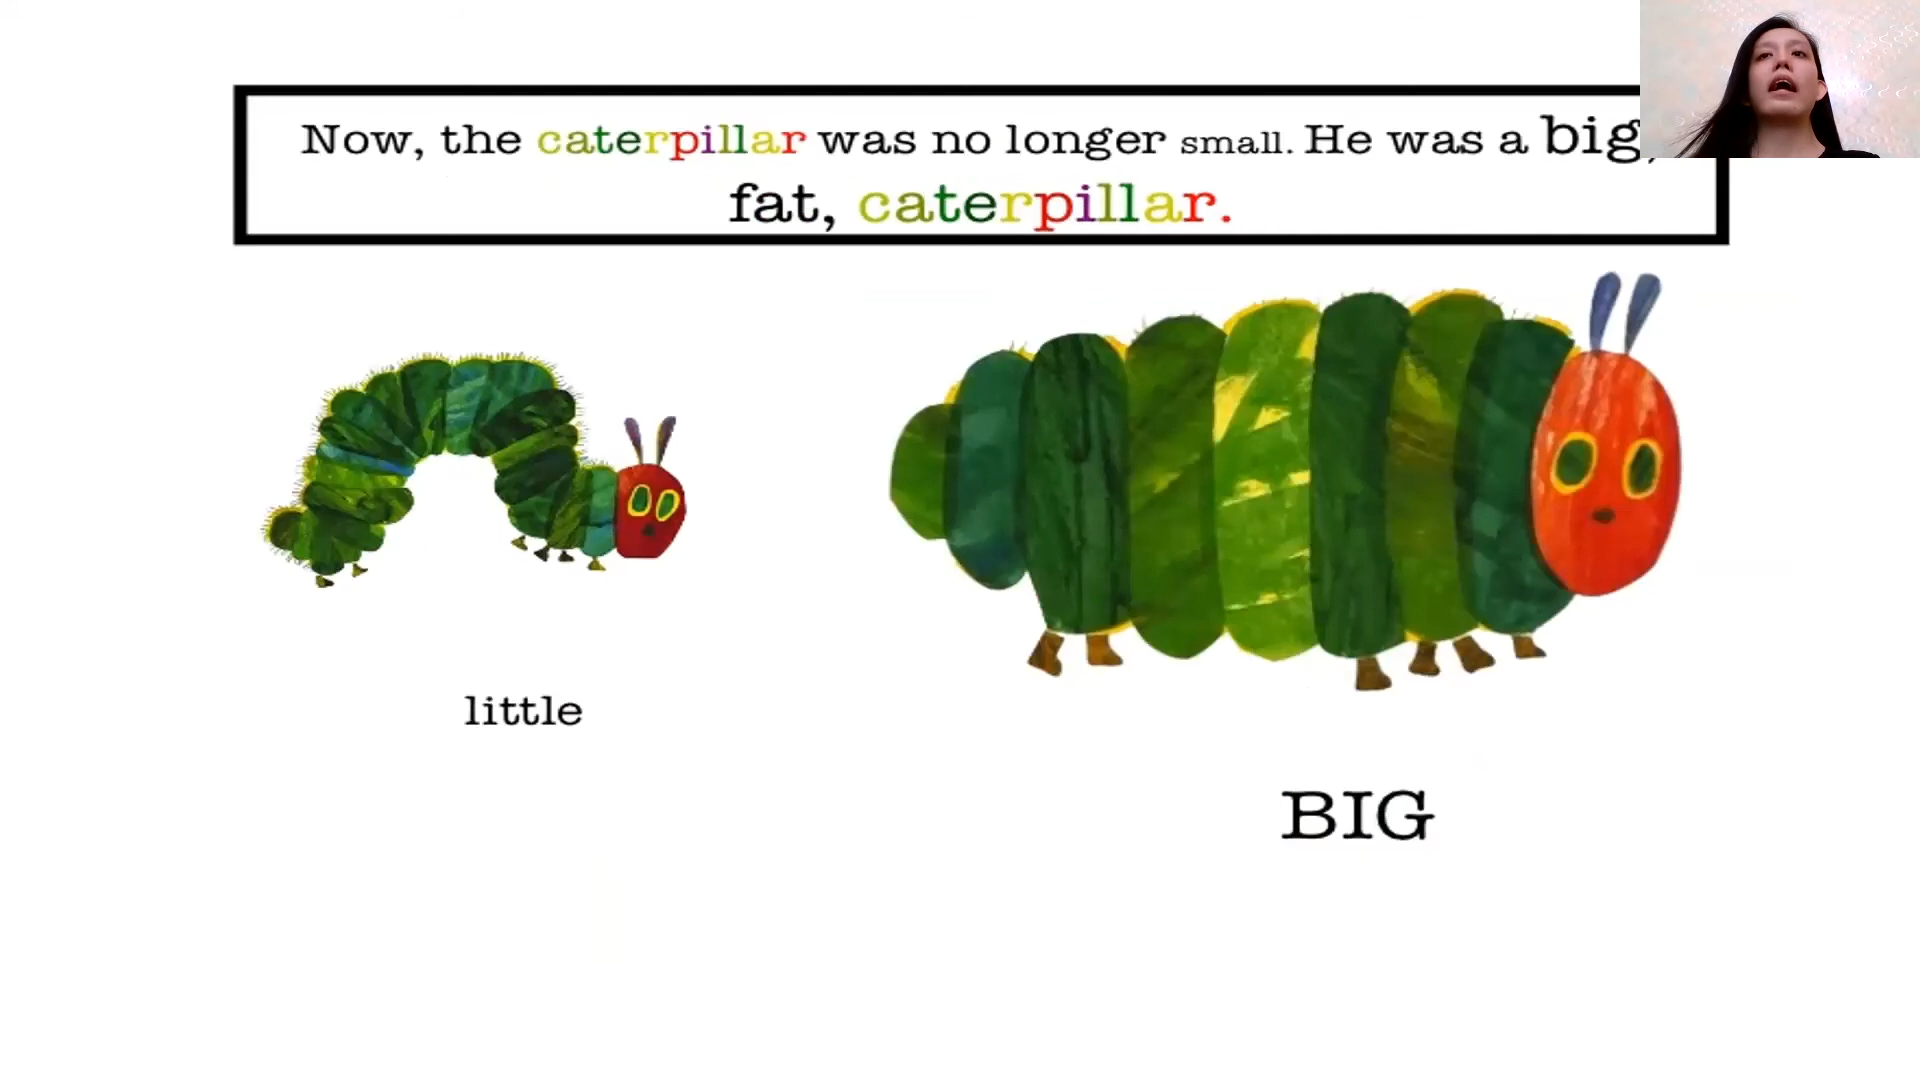 Now, the caterpillar was no longer small. He was a big,
fat, caterpillar.
little
BIG